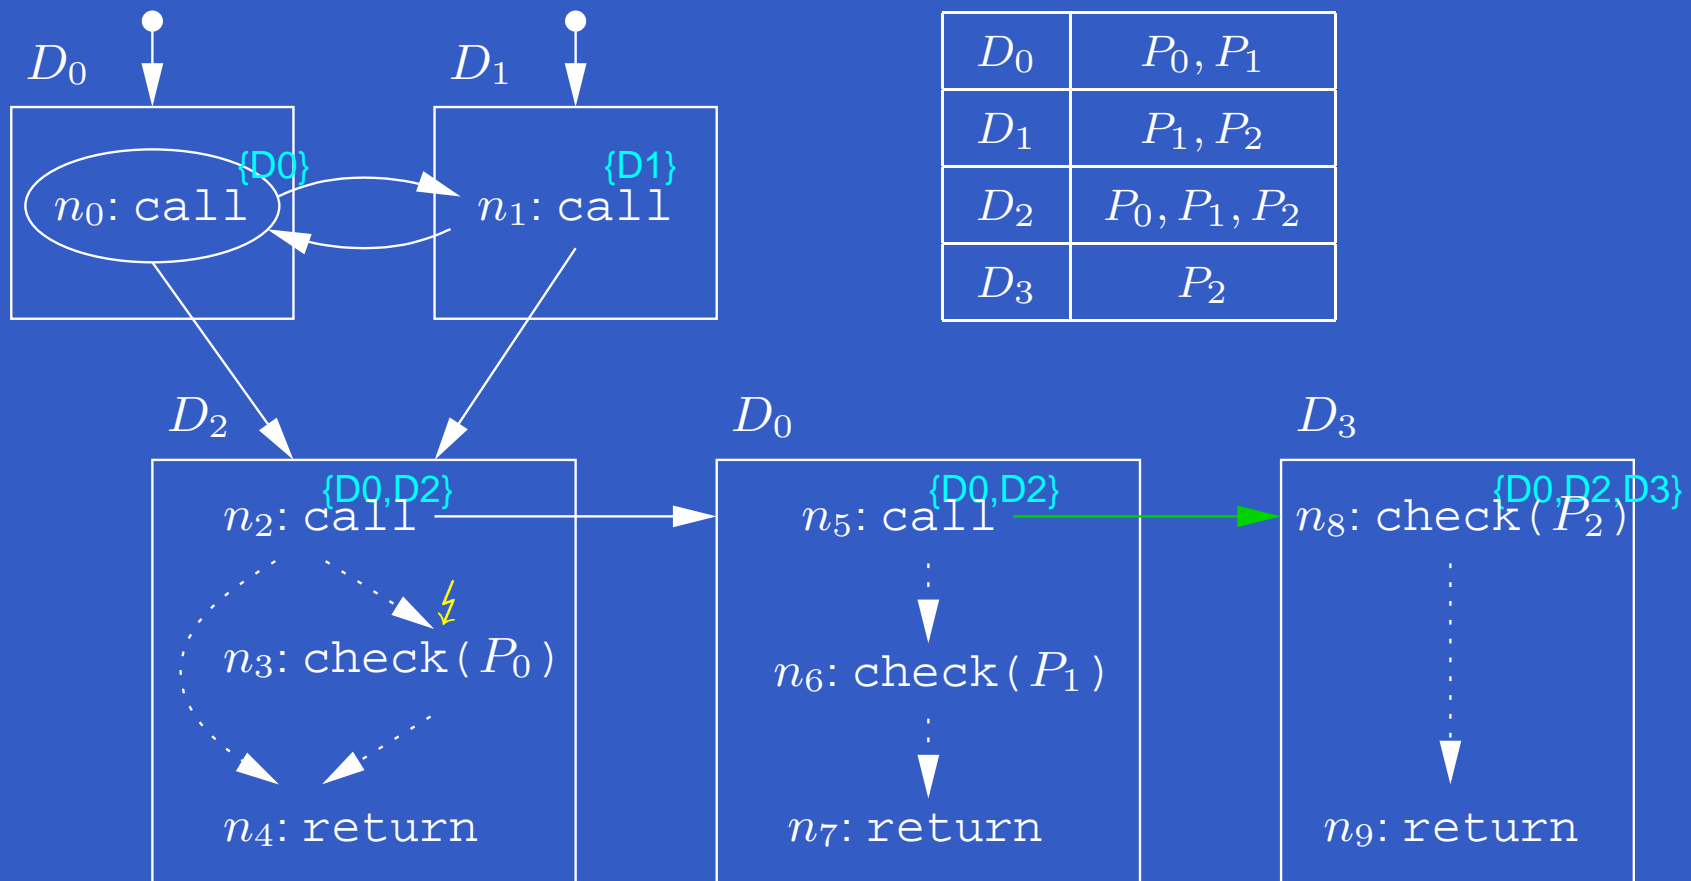 D₀
D₁
{D0}
n₀: call
{D1}
n₁: call
D₀ P₀, P₁
D₁ P₁, P₂
D₂ P₀, P₁, P₂
D₃ P₂
D₂
{D0,D2}
n₂: call
n₃: check(P₀)
n₄: return
D₀
{D0,D2}
n₅: call
n₆: check(P₁)
n₇: return
D₃
{D0,D2,D3}
n₈: check(P₂)
n₉: return